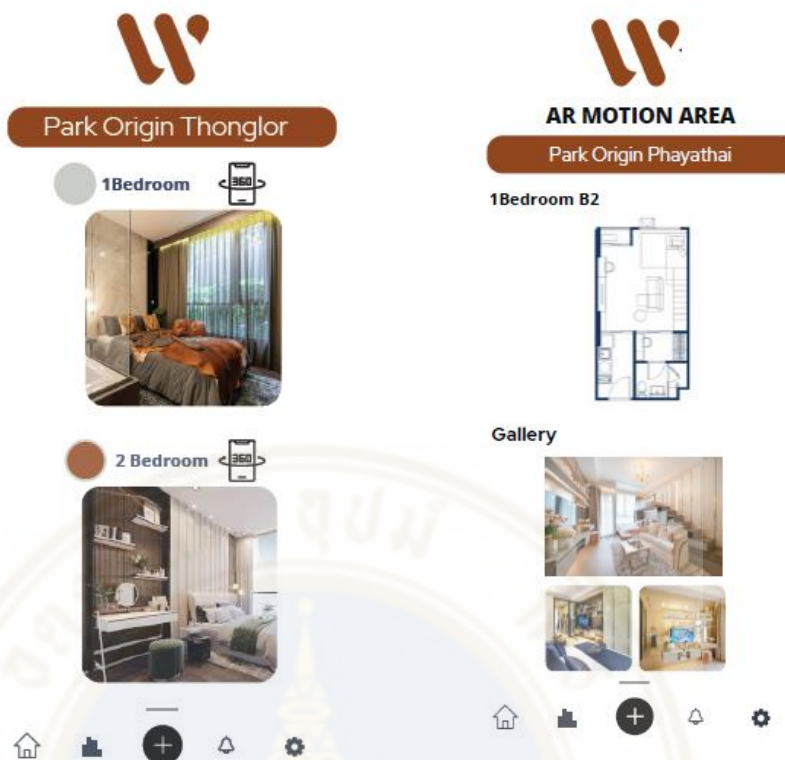 Park Origin Thonglor
1Bedroom
360
2 Bedroom
360
AR MOTION AREA
Park Origin Phayathai
1Bedroom B2
Gallery